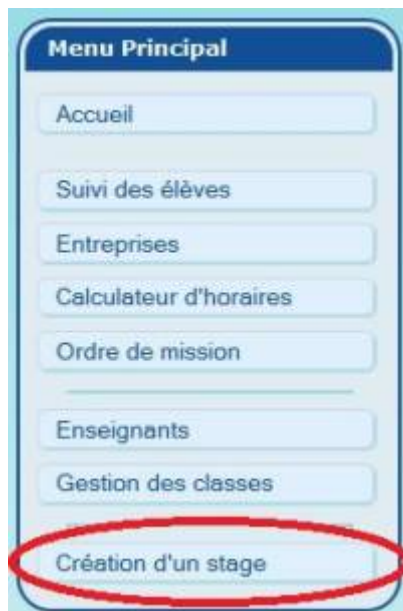 Menu Principal
Accueil
Suivi des élèves
Entreprises
Calculateur d'horaires
Ordre de mission
Enseignants
Gestion des classes
Création d'un stage